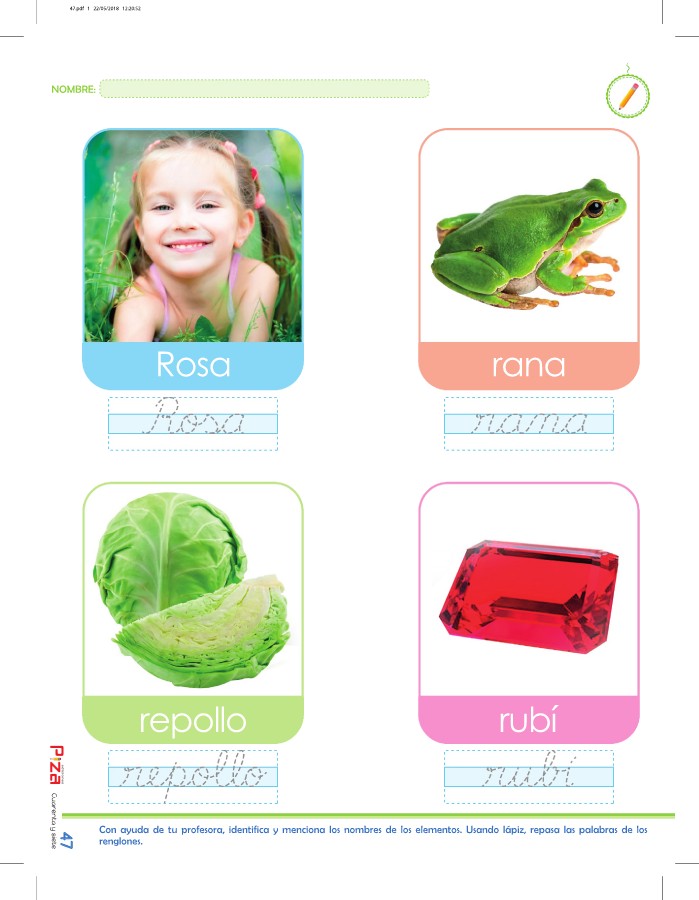 47.pdf 1 22/05/2018 12:20:52
NOMBRE:
Rosa
rana
Rosa
rana
repollo
rubí
repollo
rubí
Piza
Cuarenta y siete
47
Con ayuda de tu profesora, identifica y menciona los nombres de los elementos. Usando lápiz, repasa las palabras de los
renglones.